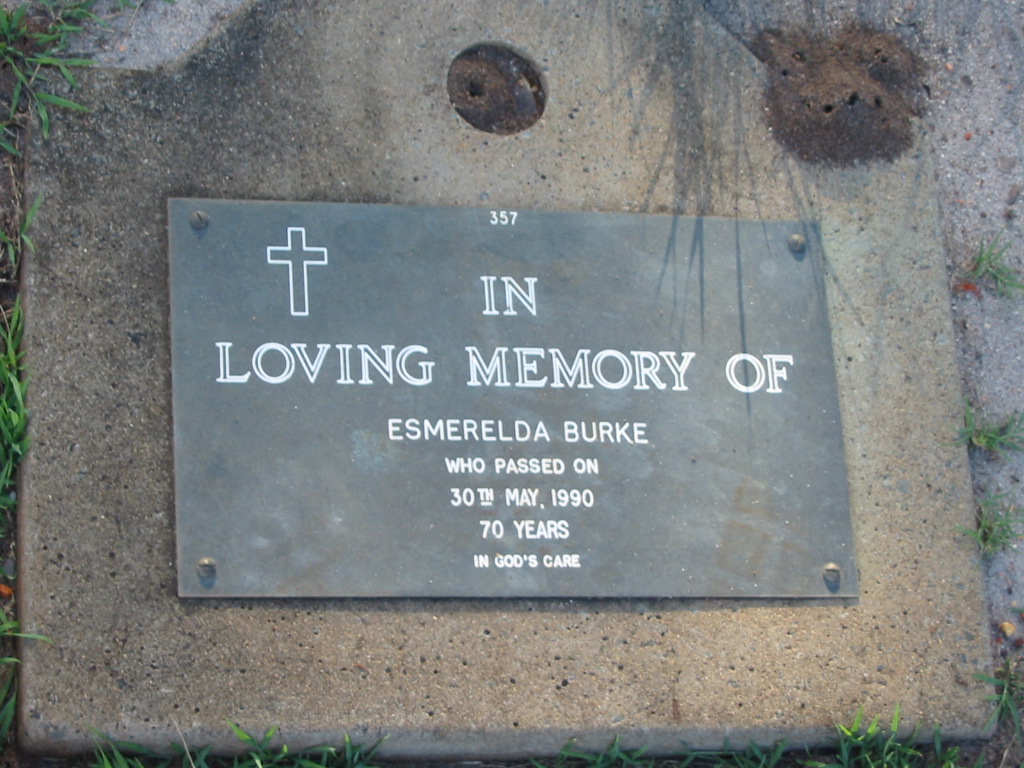 357
IN
LOVING MEMORY OF
ESMERELDA BURKE
WHO PASSED ON
30TH MAY, 1990
70 YEARS
IN GOD'S CARE